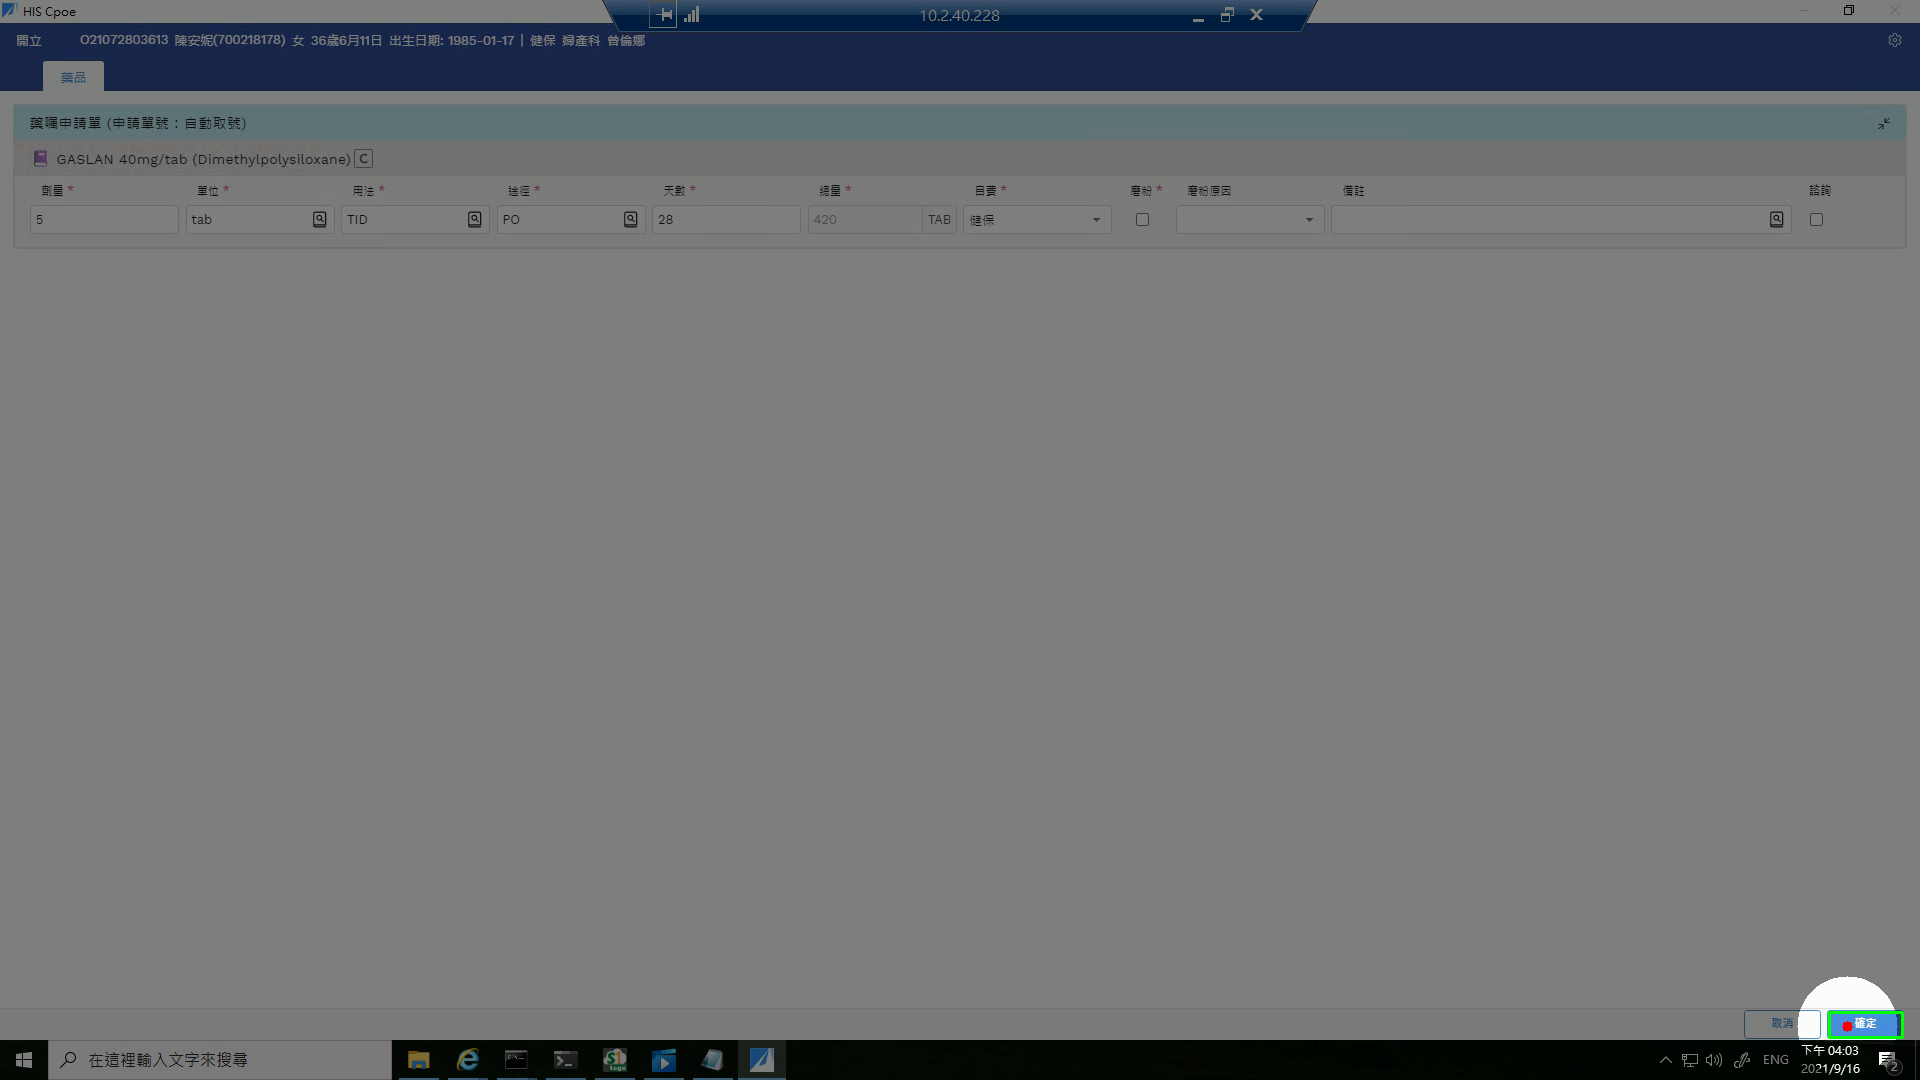 HIS Cpoe
10.2.40.228
開立 O21072803613 陳安妮(700218178) 女 36歲6月11日 出生日期: 1985-01-17 | 健保 婦產科 曾倫娜
藥品
藥囑申請單 (申請單號：自動取號)
GASLAN 40mg/tab (Dimethylpolysiloxane) C
劑量 * 單位 * 用法 * 途徑 * 天數 * 總量 * 自費 * 磨粉 * 磨粉原因 備註 諮詢
5 tab TID PO 28 420 TAB 健保
取消 確定
在這裡輸入文字來搜尋
ENG
下午 04:03
2021/9/16
2